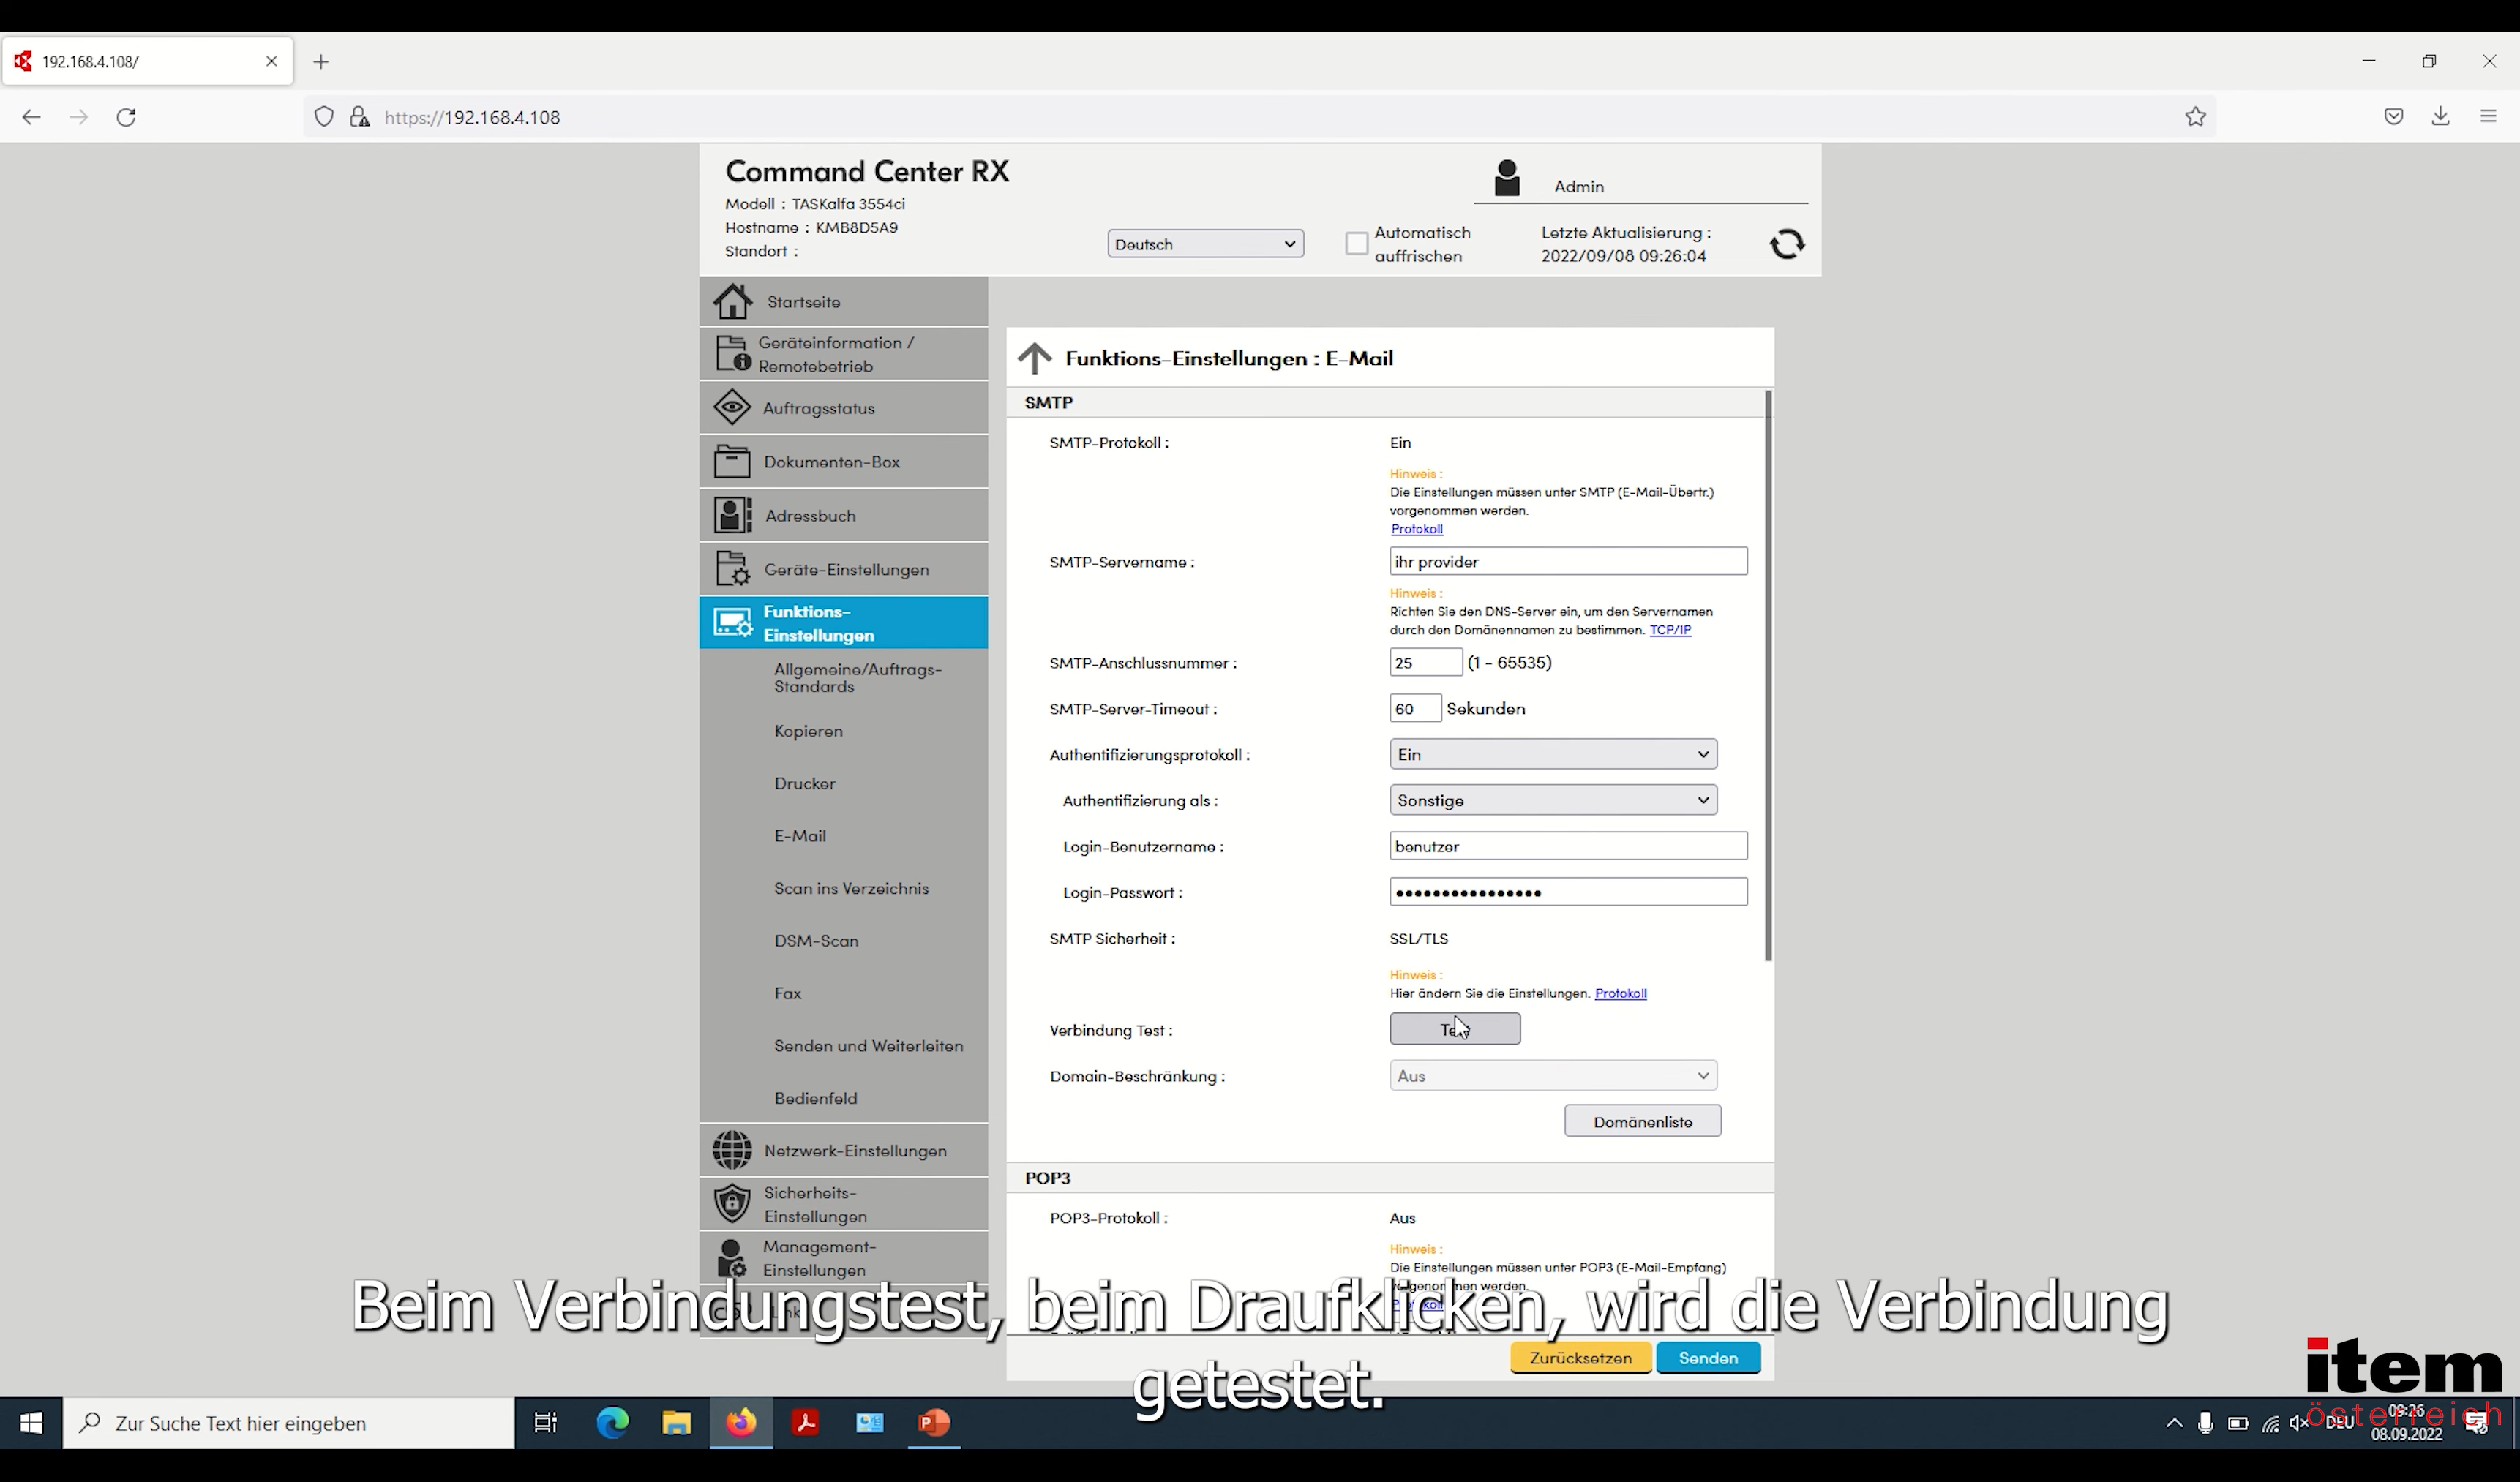 192.168.4.108/
https://192.168.4.108
Command Center RX
Modell : TASKalfa 3554ci
Hostname : KMB8D5A9
Standort :
Deutsch
Automatisch
auffrischen
Admin
Letzte Aktualisierung :
2022/09/08 09:26:04
Startseite
Geräteinformation /
Remotebetrieb
Auftragsstatus
Dokumenten-Box
Adressbuch
Geräte-Einstellungen
Funktions-
Einstellungen
Allgemeine/Auftrags-
Standards
Kopieren
Drucker
E-Mail
Scan ins Verzeichnis
DSM-Scan
Fax
Senden und Weiterleiten
Bedienfeld
Netzwerk-Einstellungen
Sicherheits-
Einstellungen
Management-
Einstellungen
Funktions-Einstellungen : E-Mail
SMTP
SMTP-Protokoll : Ein
Hinweis :
Die Einstellungen müssen unter SMTP (E-Mail-Übertr.)
vorgenommen werden.
Protokoll
SMTP-Servername : ihr provider
Hinweis :
Richten Sie den DNS-Server ein, um den Servernamen
durch den Domänennamen zu bestimmen. TCP/IP
SMTP-Anschlussnummer : 25 (1 - 65535)
SMTP-Server-Timeout : 60 Sekunden
Authentifizierungsprotokoll : Ein
Authentifizierung als : Sonstige
Login-Benutzername : benutzer
Login-Passwort : ••••••••••••••••
SMTP Sicherheit : SSL/TLS
Hinweis :
Hier ändern Sie die Einstellungen. Protokoll
Verbindung Test :
Domain-Beschränkung : Aus
Domänenliste
POP3
POP3-Protokoll : Aus
Hinweis :
Die Einstellungen müssen unter POP3 (E-Mail-Empfang)
vorgenommen werden.
Zurücksetzen Senden
Beim Verbindungstest, beim Draufklicken, wird die Verbindung
getestet.
item
österreich
Zur Suche Text hier eingeben
DEU
09:26
08.09.2022